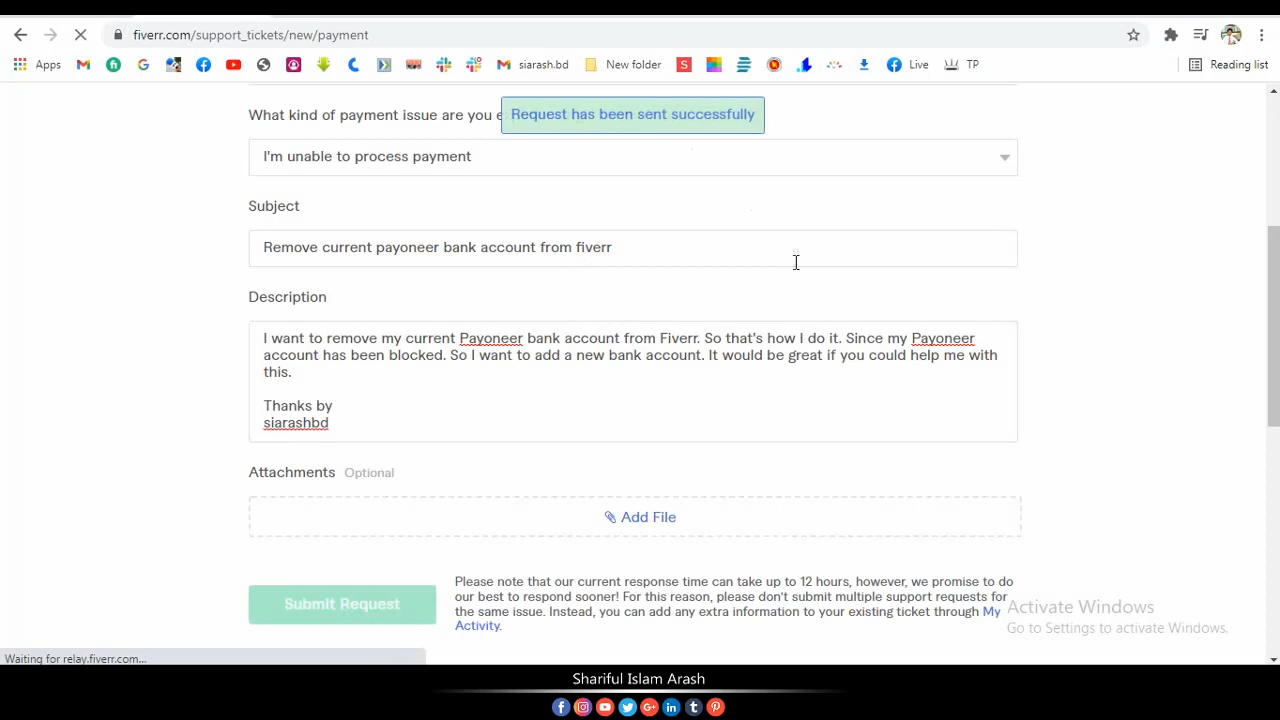 fiverr.com/support_tickets/new/payment
Apps siarash.bd New folder Live TP Reading list
What kind of payment issue are you e
Request has been sent successfully
I'm unable to process payment
Subject
Remove current payoneer bank account from fiverr
Description
I want to remove my current Payoneer bank account from Fiverr. So that's how I do it. Since my Payoneer
account has been blocked. So I want to add a new bank account. It would be great if you could help me with
this.
Thanks by
siarashbd
Attachments Optional
Add File
Submit Request
Please note that our current response time can take up to 12 hours, however, we promise to do
our best to respond sooner! For this reason, please don't submit multiple support requests for
the same issue. Instead, you can add any extra information to your existing ticket through My
Activity.
Activate Windows
Go to Settings to activate Windows.
Waiting for relay.fiverr.com...
Shariful Islam Arash